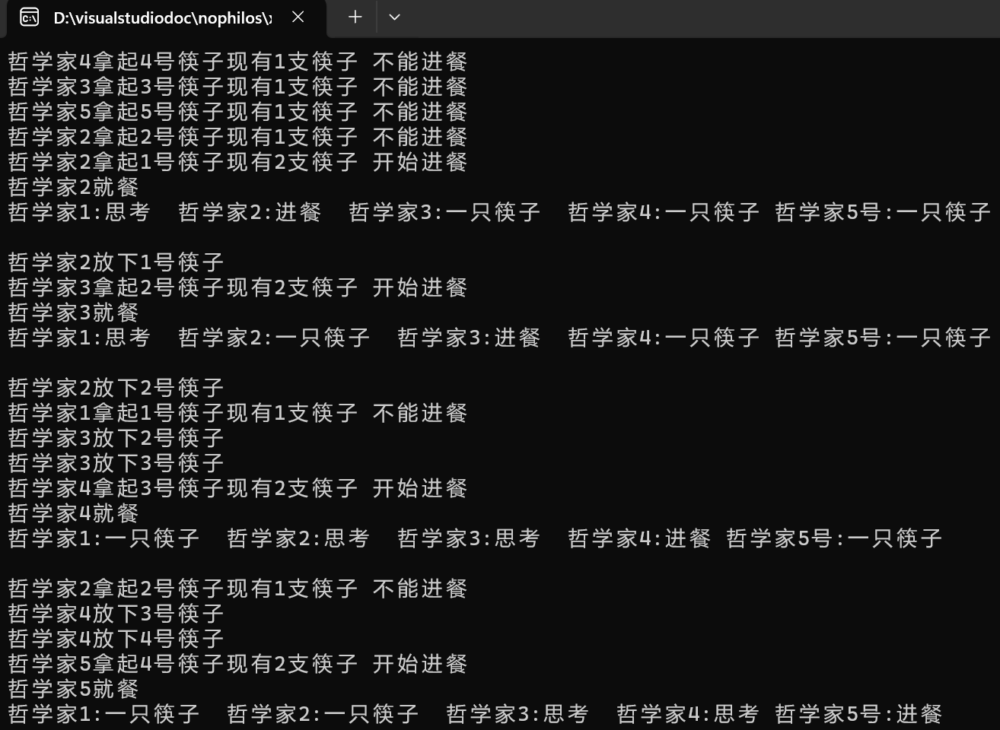 D:\visualstudiodoc\nophilos\
哲学家4拿起4号筷子现有1支筷子 不能进餐
哲学家3拿起3号筷子现有1支筷子 不能进餐
哲学家5拿起5号筷子现有1支筷子 不能进餐
哲学家2拿起2号筷子现有1支筷子 不能进餐
哲学家2拿起1号筷子现有2支筷子 开始进餐
哲学家2就餐
哲学家1:思考  哲学家2:进餐  哲学家3:一只筷子  哲学家4:一只筷子 哲学家5号:一只筷子
哲学家2放下1号筷子
哲学家3拿起2号筷子现有2支筷子 开始进餐
哲学家3就餐
哲学家1:思考  哲学家2:一只筷子  哲学家3:进餐  哲学家4:一只筷子 哲学家5号:一只筷子
哲学家2放下2号筷子
哲学家1拿起1号筷子现有1支筷子 不能进餐
哲学家3放下2号筷子
哲学家3放下3号筷子
哲学家4拿起3号筷子现有2支筷子 开始进餐
哲学家4就餐
哲学家1:一只筷子  哲学家2:思考  哲学家3:思考  哲学家4:进餐 哲学家5号:一只筷子
哲学家2拿起2号筷子现有1支筷子 不能进餐
哲学家4放下3号筷子
哲学家4放下4号筷子
哲学家5拿起4号筷子现有2支筷子 开始进餐
哲学家5就餐
哲学家1:一只筷子  哲学家2:一只筷子  哲学家3:思考  哲学家4:思考 哲学家5号:进餐